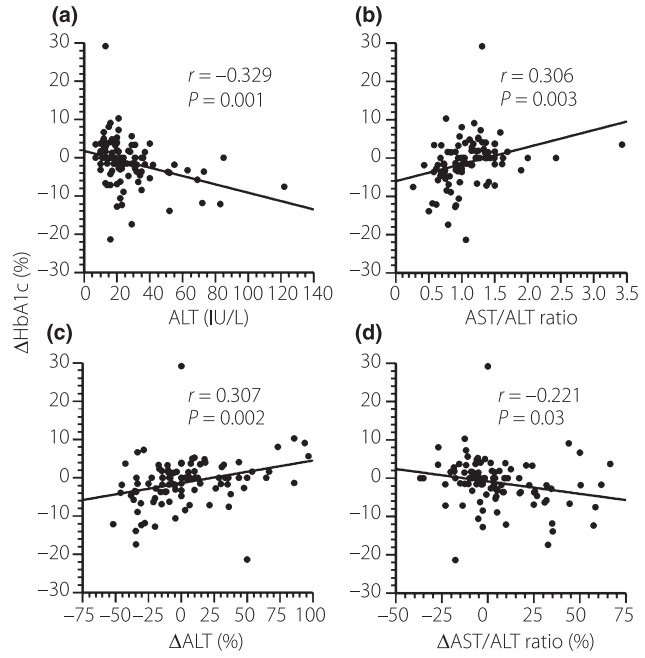 (a)
30
20
10
0
−10
−20
−30
r = −0.329
P = 0.001
0 20 40 60 80 100 120 140
ALT (IU/L)
(b)
30
20
10
0
−10
−20
−30
r = 0.306
P = 0.003
0 0.5 1.0 1.5 2.0 2.5 3.0 3.5
AST/ALT ratio
ΔHbA1c (%)
(c)
30
20
10
0
−10
−20
−30
r = 0.307
P = 0.002
−75 −50 −25 0 25 50 75 100
ΔALT (%)
(d)
30
20
10
0
−10
−20
−30
r = −0.221
P = 0.03
−50 −25 0 25 50 75
ΔAST/ALT ratio (%)